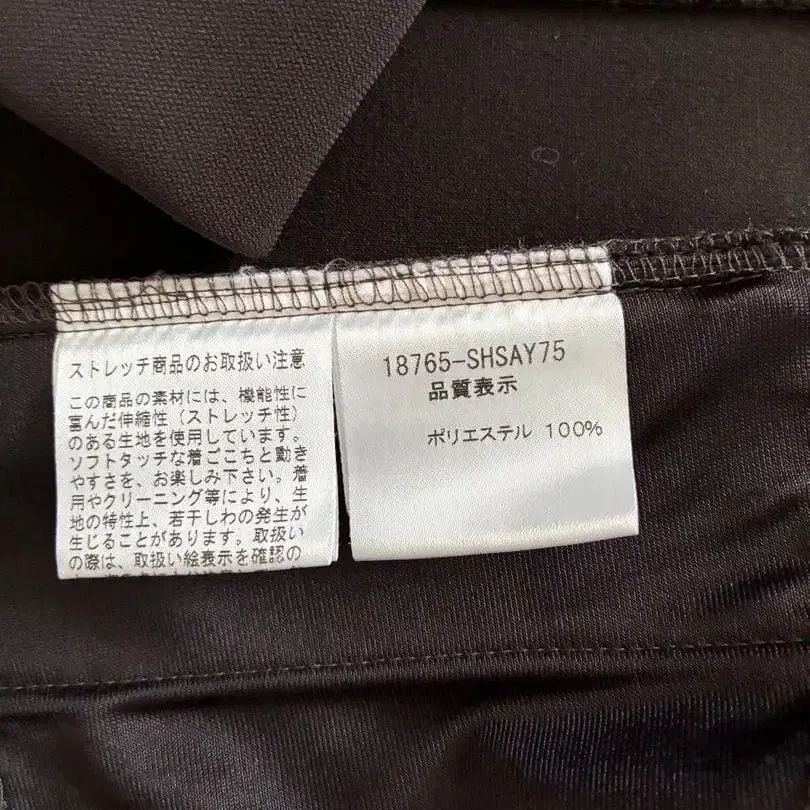 ストレッチ商品のお取扱い注意
この商品の素材には、機能性に
富んだ伸縮性（ストレッチ性）
のある生地を使用しています。
ソフトタッチな着ごこちと動き
やすさを、お楽しみ下さい。着
用やクリーニング等により、生
地の特性上、若干しわの発生が
生じることがあります。取扱い
の際は、取扱い絵表示を確認の
18765-SHSAY75
品質表示
ポリエステル 100%